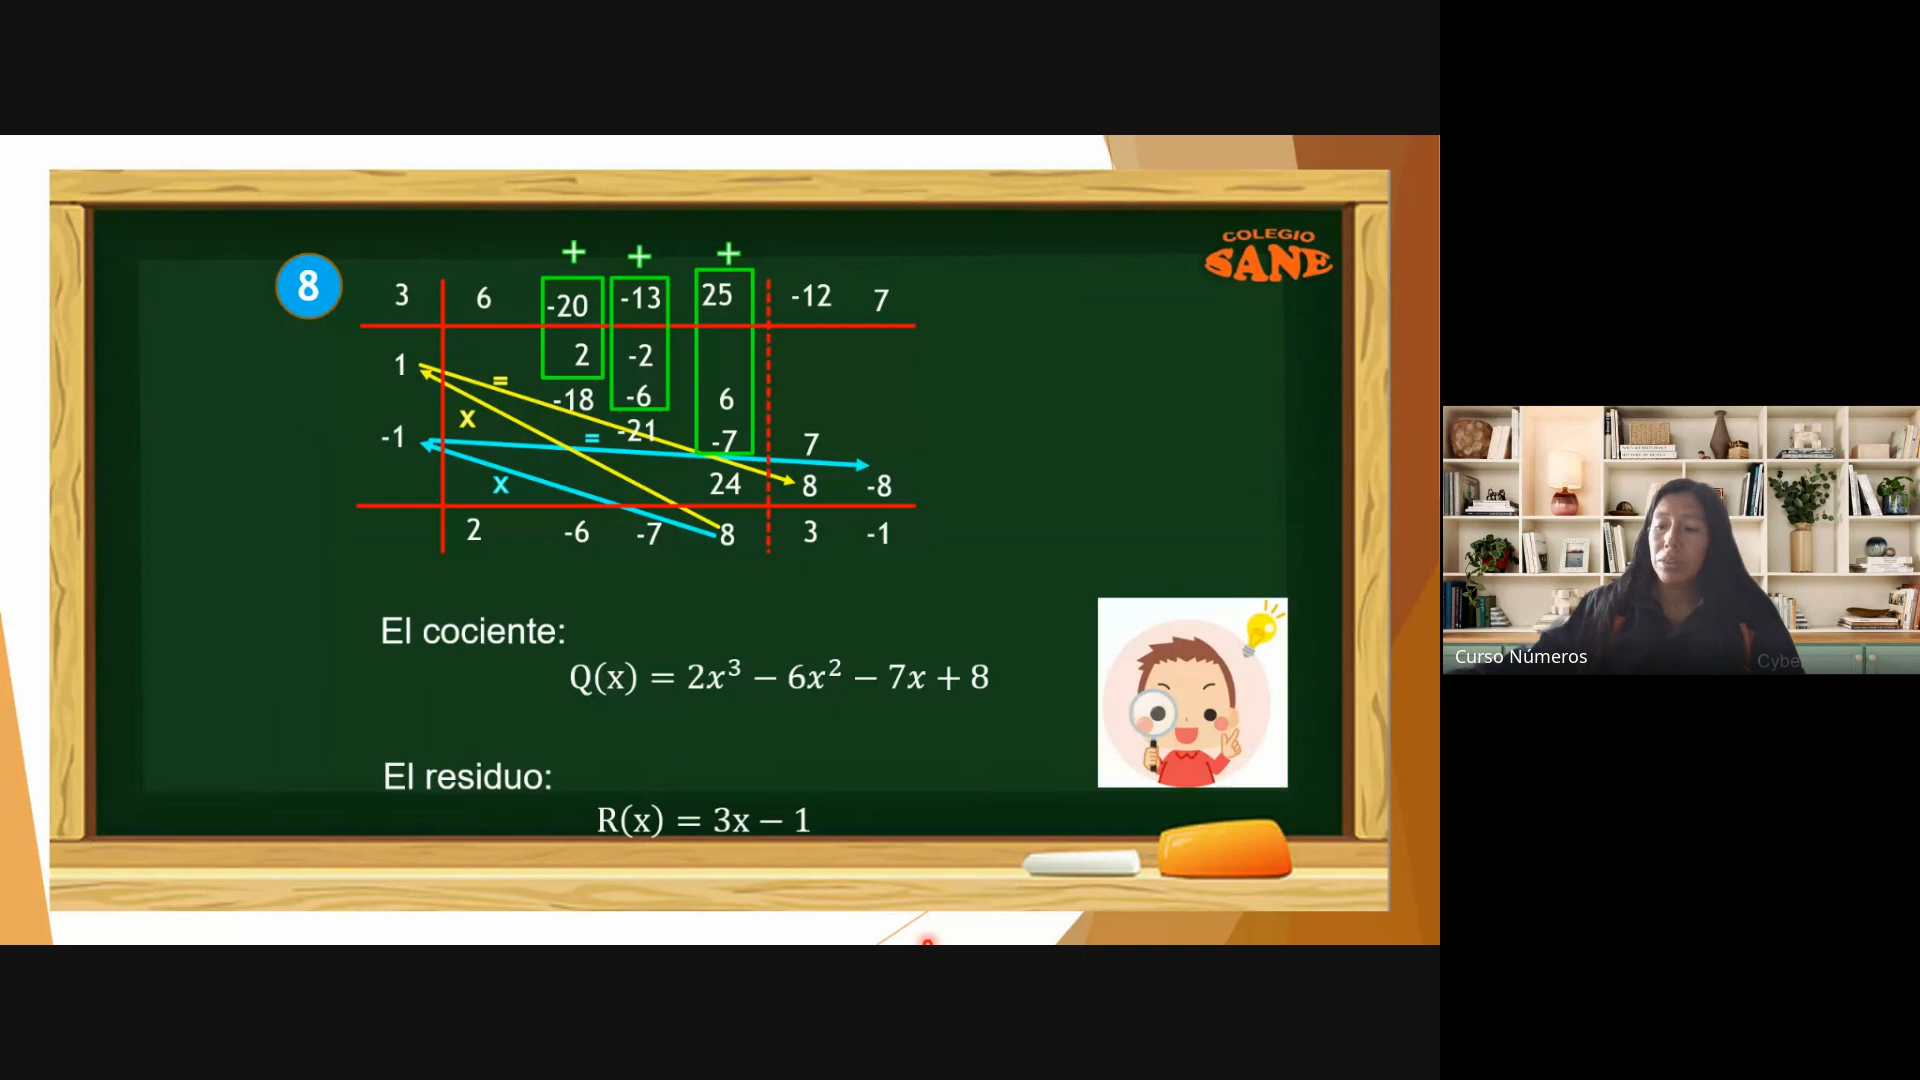 COLEGIO
SANE
+ + +
8
3 6 -20 -13 25 -12 7
1 2 -2
= -18 -6 6
x
-1 = -21 -7 7
x 24 8 -8
2 -6 -7 8 3 -1
El cociente:
Q(x) = 2x³ − 6x² − 7x + 8
El residuo:
R(x) = 3x − 1
Curso Números